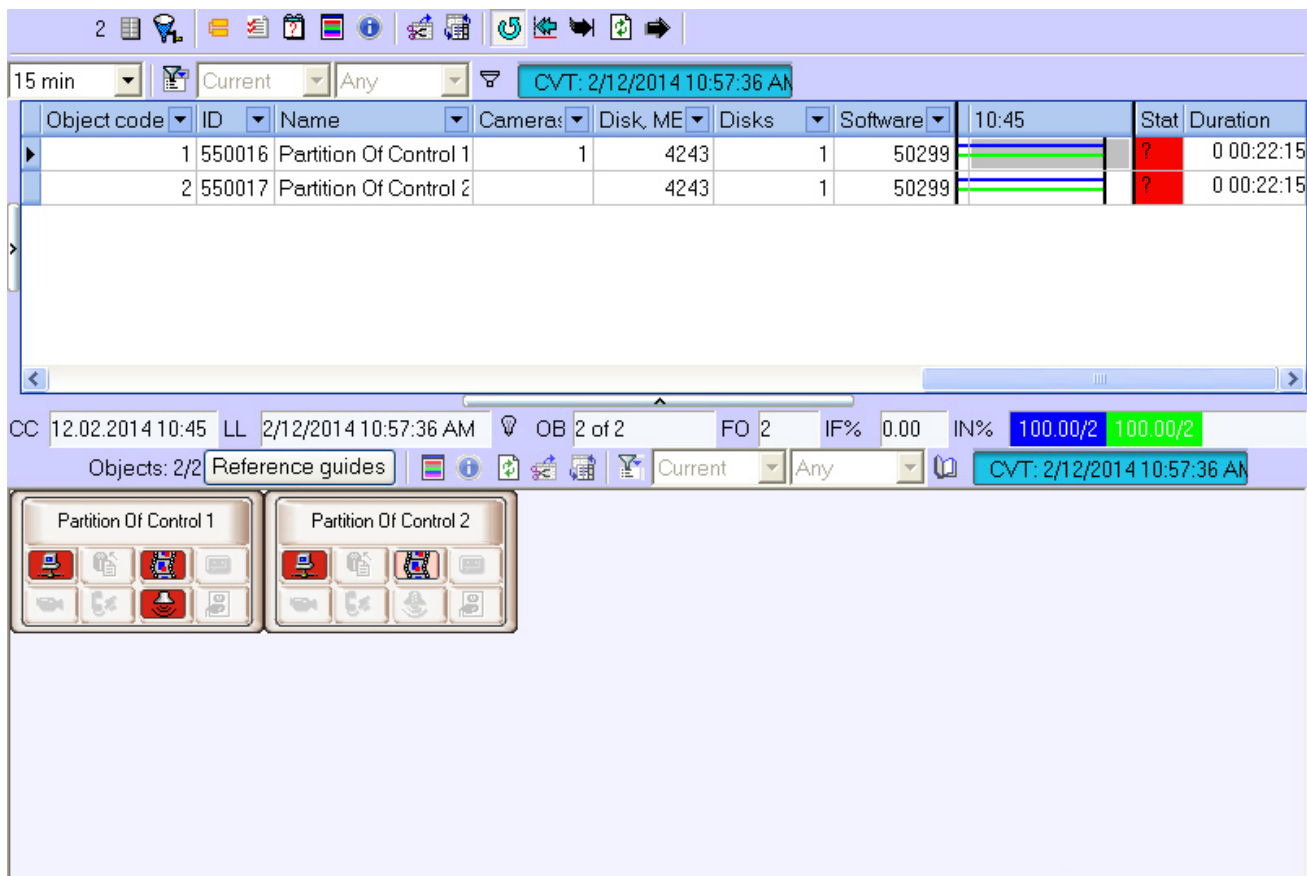 2
15 min Current Any CVT: 2/12/2014 10:57:36 AM
Object code ID Name Cameras Disk, ME Disks Software 10:45 Stat Duration
1 550016 Partition Of Control 1 1 4243 1 50299 ? 0 00:22:15
2 550017 Partition Of Control 2 4243 1 50299 ? 0 00:22:15
CC 12.02.2014 10:45 LL 2/12/2014 10:57:36 AM OB 2 of 2 FO 2 IF% 0.00 IN% 100.00/2 100.00/2
Objects: 2/2 Reference guides Current Any CVT: 2/12/2014 10:57:36 AM
Partition Of Control 1 Partition Of Control 2